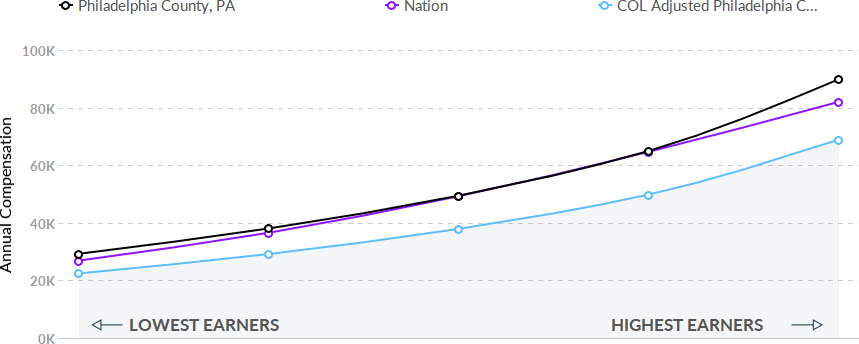 Philadelphia County, PA
Nation
COL Adjusted Philadelphia C...
100K
80K
60K
40K
20K
0K
Annual Compensation
LOWEST EARNERS
HIGHEST EARNERS